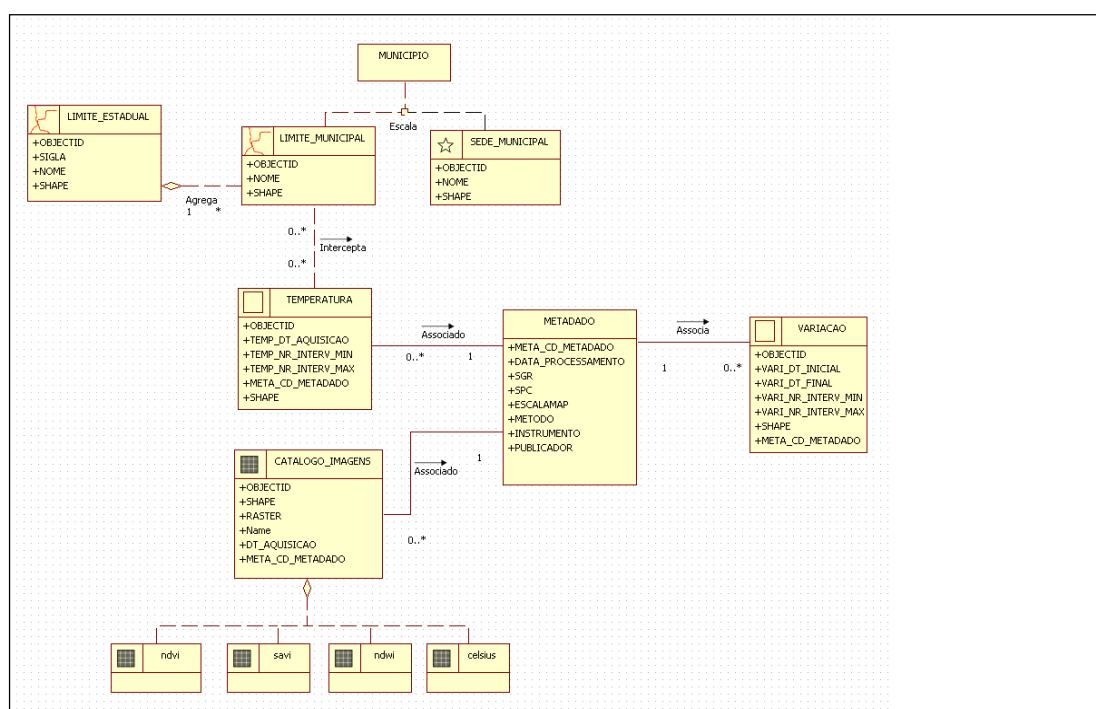 MUNICIPIO
Escala
LIMITE_ESTADUAL
+OBJECTID
+SIGLA
+NOME
+SHAPE
Agrega
1 *
LIMITE_MUNICIPAL
+OBJECTID
+NOME
+SHAPE
SEDE_MUNICIPAL
+OBJECTID
+NOME
+SHAPE
0..*
Intercepta
0..*
TEMPERATURA
+OBJECTID
+TEMP_DT_AQUISICAO
+TEMP_NR_INTERV_MIN
+TEMP_NR_INTERV_MAX
+META_CD_METADADO
+SHAPE
Associado
0..* 1
METADADO
+META_CD_METADADO
+DATA_PROCESSAMENTO
+SGR
+SPC
+ESCALAMAP
+METODO
+INSTRUMENTO
+PUBLICADOR
Associa
1 0..*
VARIACAO
+OBJECTID
+VARI_DT_INICIAL
+VARI_DT_FINAL
+VARI_NR_INTERV_MIN
+VARI_NR_INTERV_MAX
+SHAPE
+META_CD_METADADO
CATALOGO_IMAGENS
+OBJECTID
+SHAPE
+RASTER
+Name
+DT_AQUISICAO
+META_CD_METADADO
1
Associado
0..*
ndvi
savi
ndwi
celsius